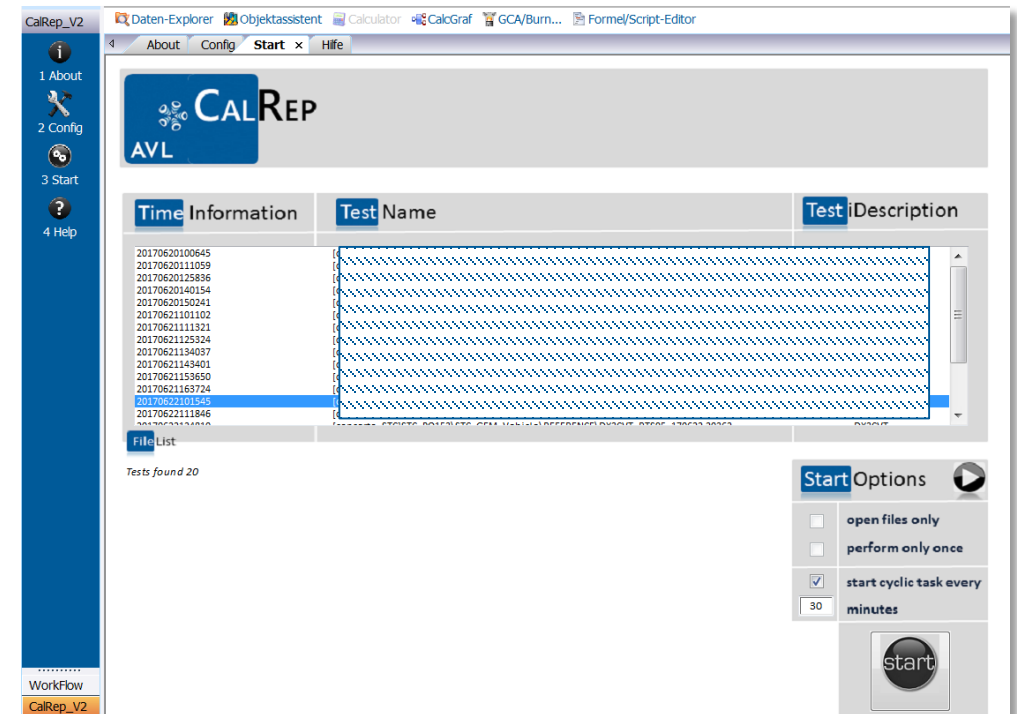 CalRep_V2
Daten-Explorer Objektassistent Calculator CalcGraf GCA/Burn... Formel/Script-Editor
About Config Start × Hilfe
1 About
2 Config
3 Start
4 Help
CALREP
AVL
Time Information
Test Name
Test iDescription
20170620100645
20170620111059
20170620125836
20170620140154
20170620150241
20170621101102
20170621111321
20170621125324
20170621134037
20170621143401
20170621153650
20170621163724
20170622101545
20170622111846
File List
Tests found 20
Start Options
open files only
perform only once
start cyclic task every
30 minutes
start
WorkFlow
CalRep_V2